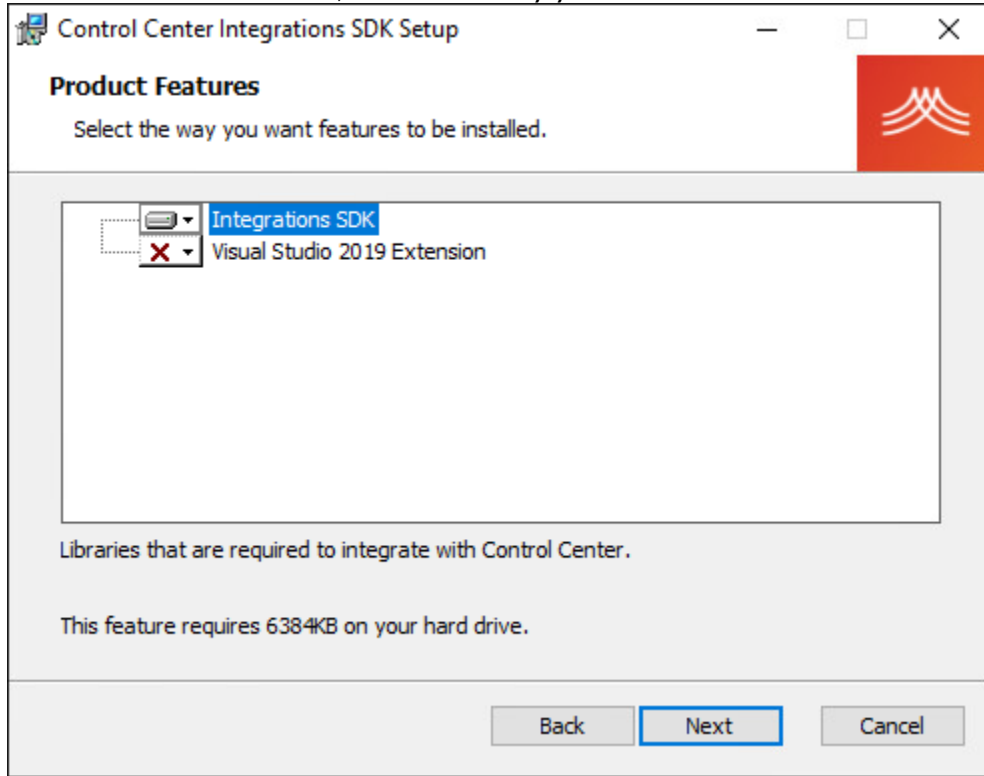 Control Center Integrations SDK Setup
Product Features
Select the way you want features to be installed.
Integrations SDK
Visual Studio 2019 Extension
Libraries that are required to integrate with Control Center.
This feature requires 6384KB on your hard drive.
Back Next Cancel